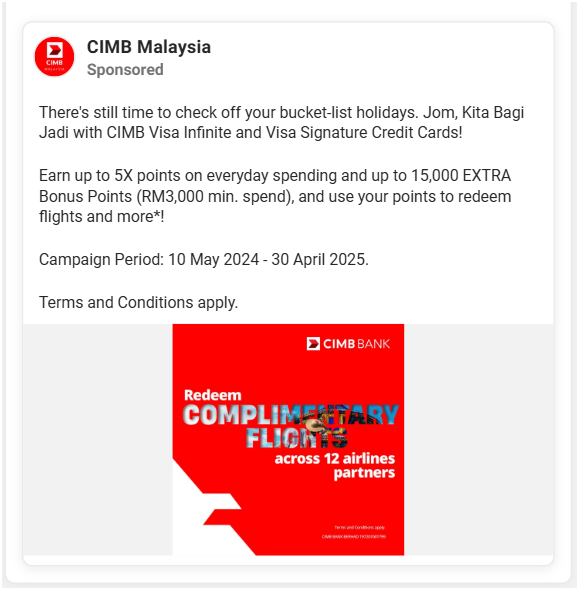 CIMB Malaysia
CIMB
MALAYSIA
Sponsored
There's still time to check off your bucket-list holidays. Jom, Kita Bagi
Jadi with CIMB Visa Infinite and Visa Signature Credit Cards!
Earn up to 5X points on everyday spending and up to 15,000 EXTRA
Bonus Points (RM3,000 min. spend), and use your points to redeem
flights and more*!
Campaign Period: 10 May 2024 - 30 April 2025.
Terms and Conditions apply.
CIMB BANK
Redeem
COMPLIMENTARY
FLIGHTS
across 12 airlines
partners
Terms and Conditions apply.
CIMB BANK BERHAD